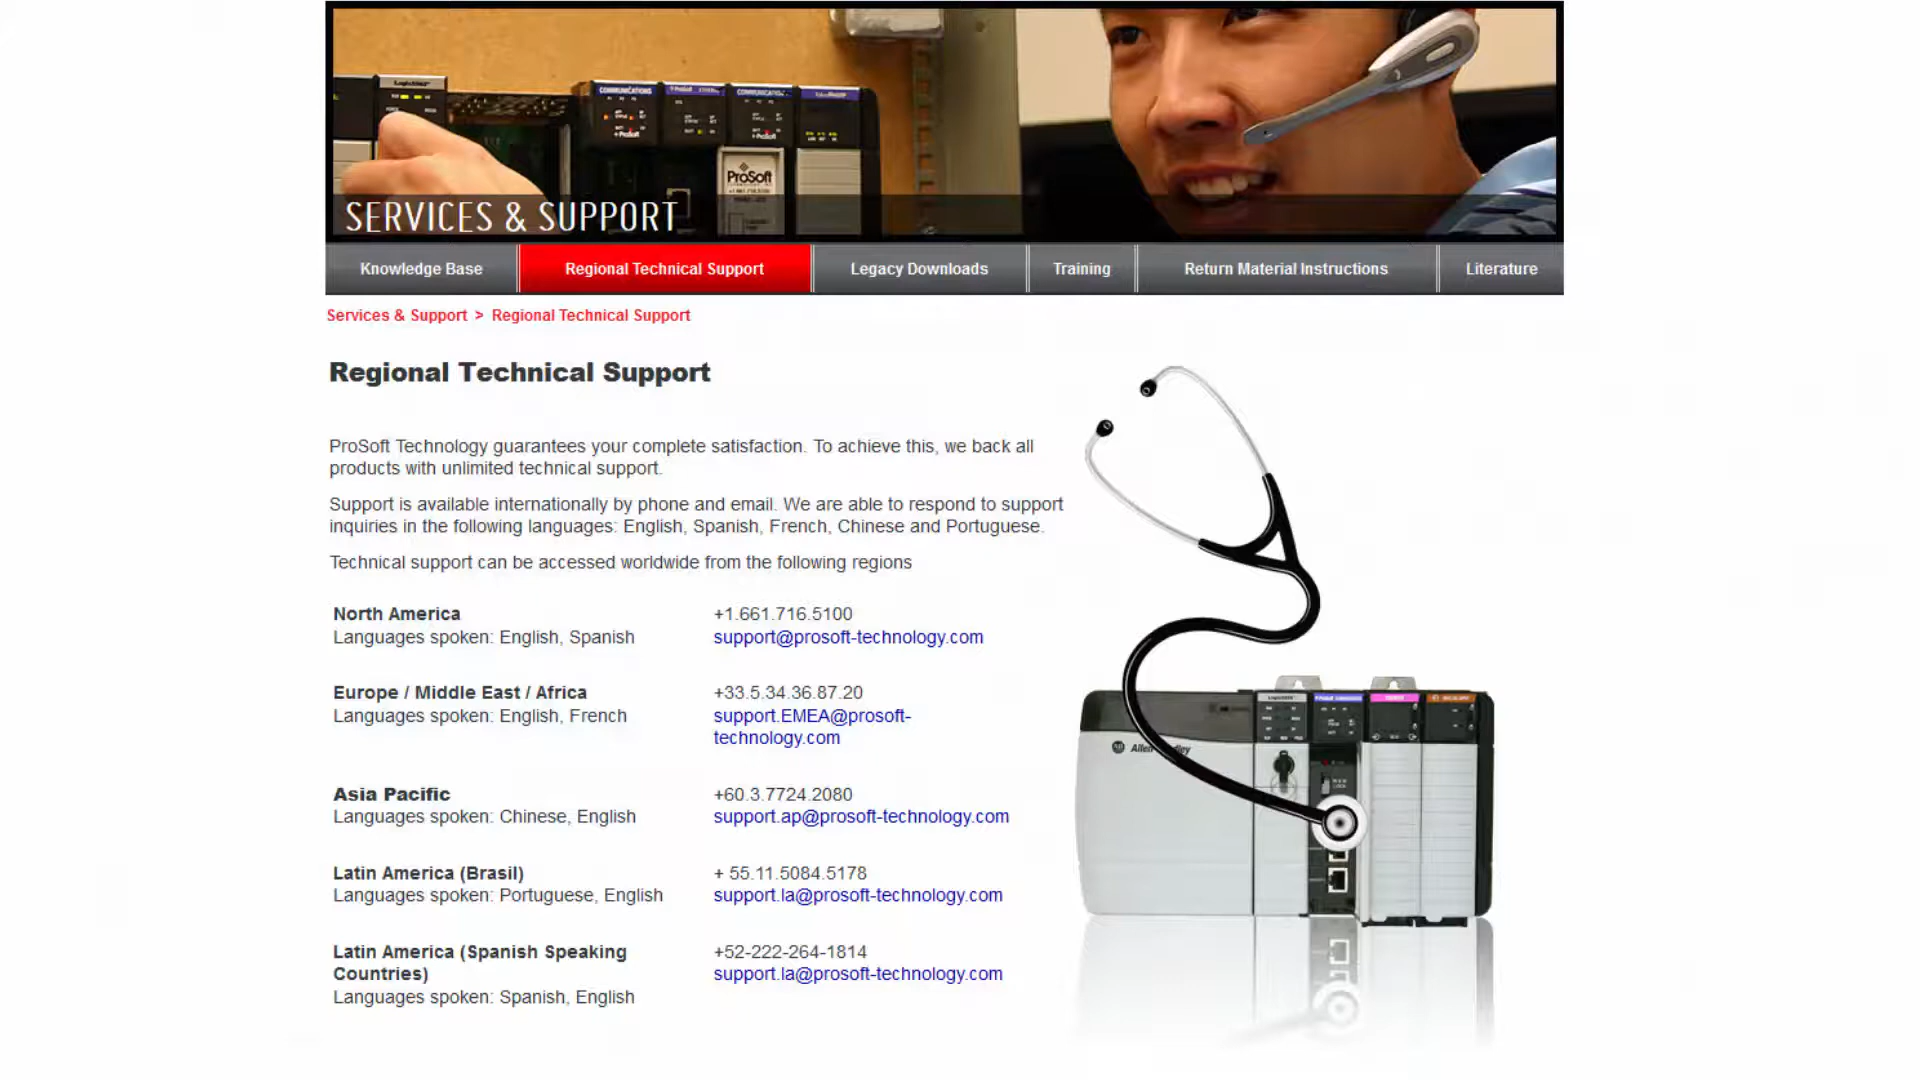 COMMUNICATIONS
ProSoft
ProSoft
ProSoft
SERVICES & SUPPORT
Knowledge Base
Regional Technical Support
Legacy Downloads
Training
Return Material Instructions
Literature
Services & Support > Regional Technical Support
Regional Technical Support
ProSoft Technology guarantees your complete satisfaction. To achieve this, we back all
products with unlimited technical support.
Support is available internationally by phone and email. We are able to respond to support
inquiries in the following languages: English, Spanish, French, Chinese and Portuguese.
Technical support can be accessed worldwide from the following regions
North America
+1.661.716.5100
Languages spoken: English, Spanish
support@prosoft-technology.com
Europe / Middle East / Africa
+33.5.34.36.87.20
Languages spoken: English, French
support.EMEA@prosoft-
technology.com
Asia Pacific
+60.3.7724.2080
Languages spoken: Chinese, English
support.ap@prosoft-technology.com
Latin America (Brasil)
+ 55.11.5084.5178
Languages spoken: Portuguese, English
support.la@prosoft-technology.com
Latin America (Spanish Speaking
Countries)
+52-222-264-1814
support.la@prosoft-technology.com
Languages spoken: Spanish, English